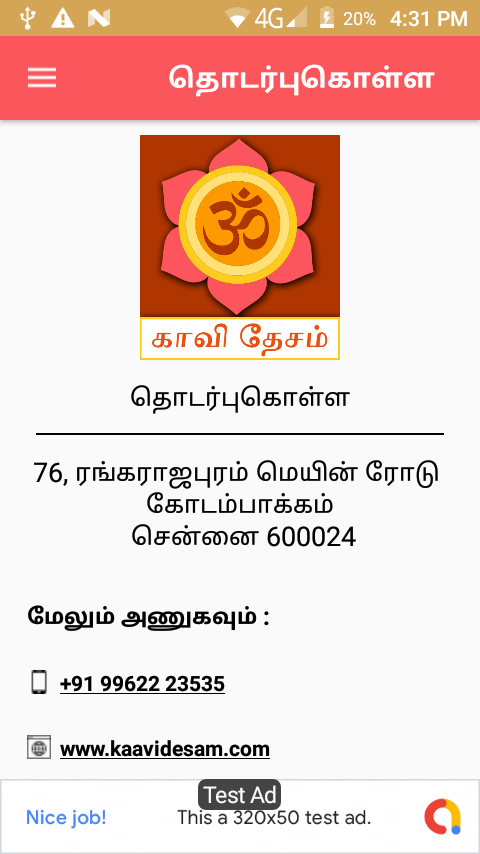 4G 20% 4:31 PM
தொடர்புகொள்ள
ॐ
காவி தேசம்
தொடர்புகொள்ள
76, ரங்கராஜபுரம் மெயின் ரோடு
கோடம்பாக்கம்
சென்னை 600024
மேலும் அணுகவும் :
+91 99622 23535
www.kaavidesam.com
Test Ad
Nice job! This a 320x50 test ad.